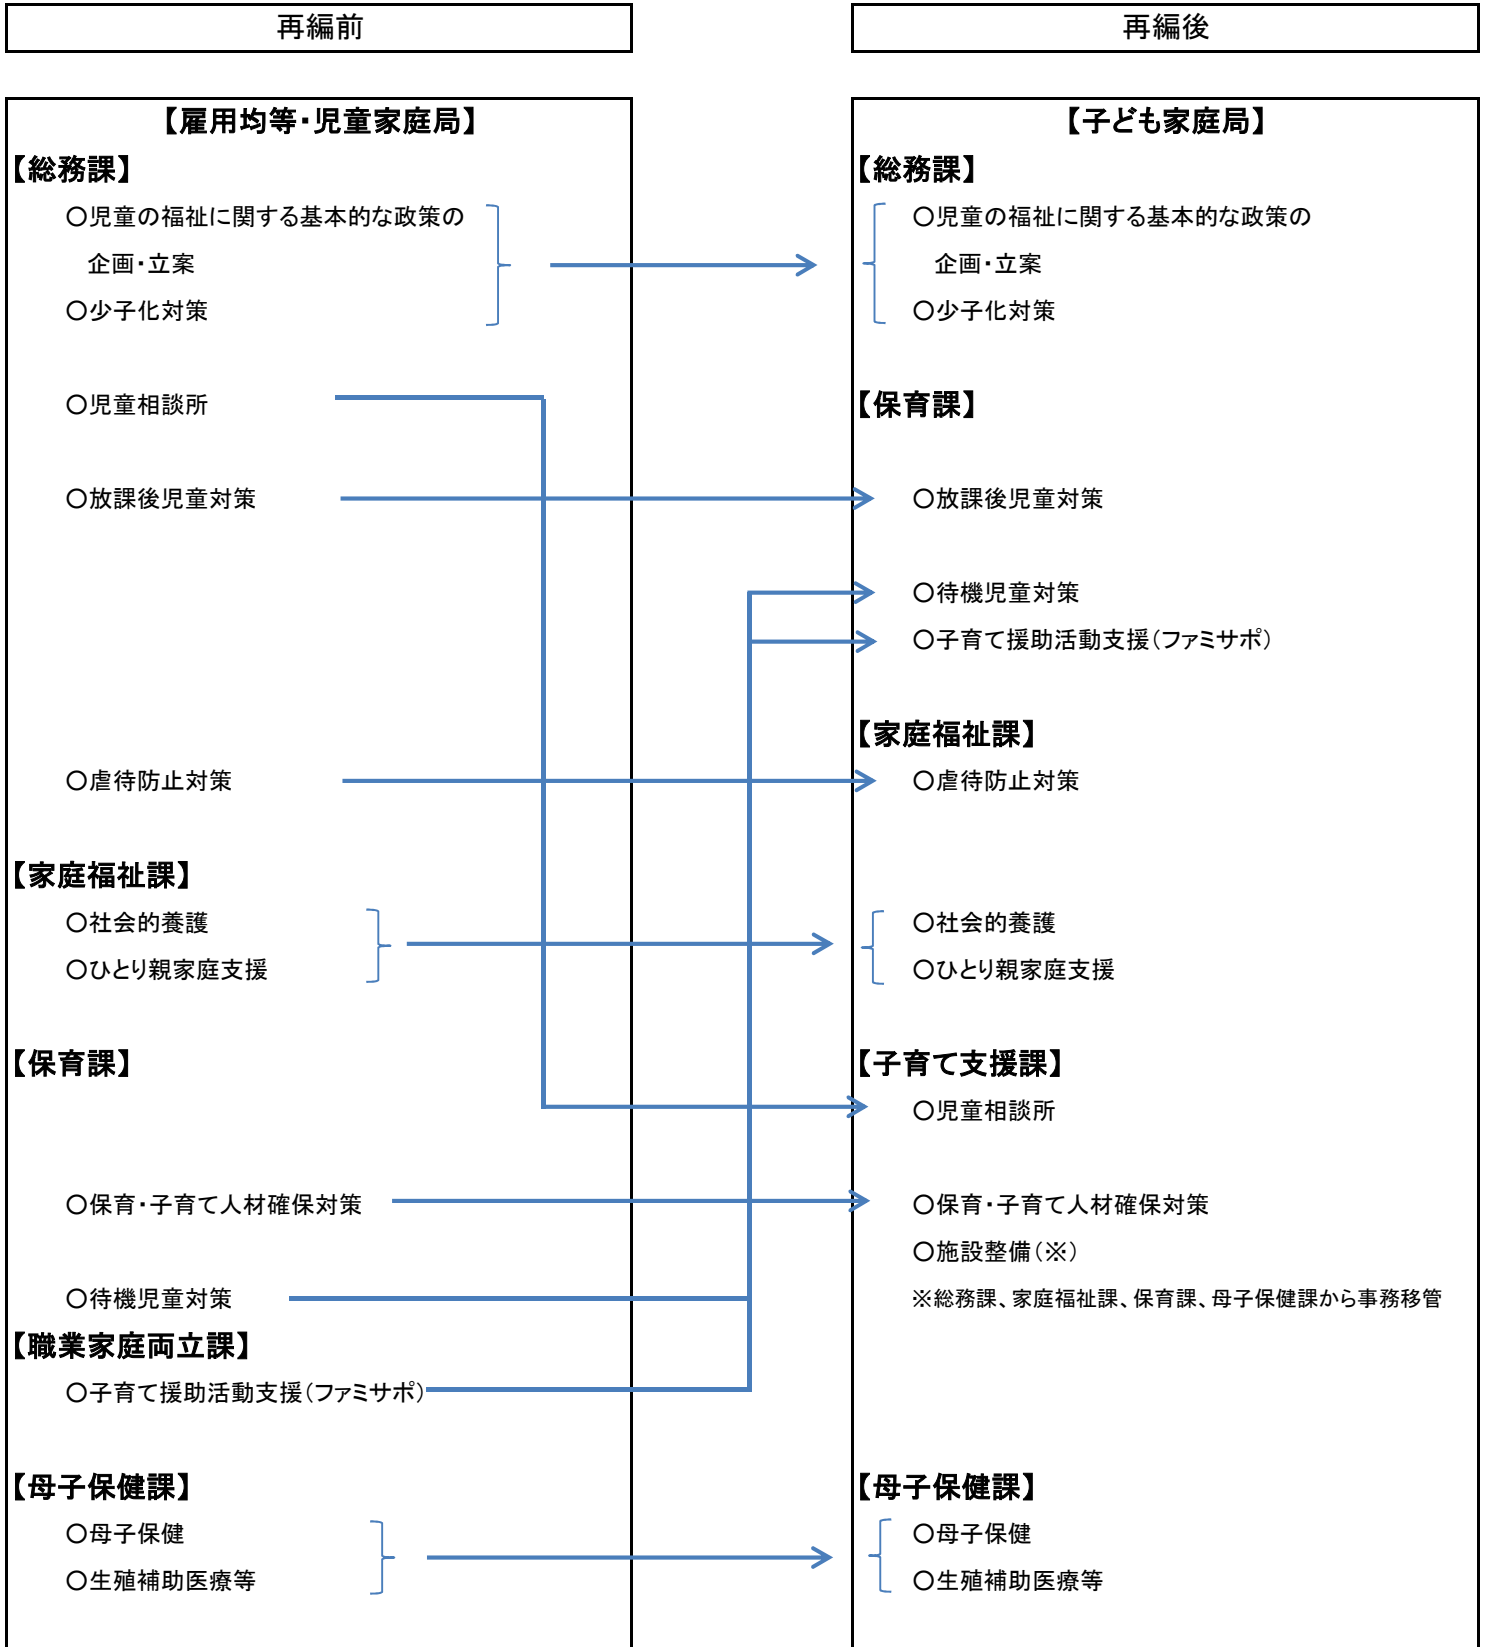 再編前
【雇用均等・児童家庭局】
【総務課】
○児童の福祉に関する基本的な政策の
企画・立案
○少子化対策
○児童相談所
○放課後児童対策
○虐待防止対策
【家庭福祉課】
○社会的養護
○ひとり親家庭支援
【保育課】
○保育・子育て人材確保対策
○待機児童対策
【職業家庭両立課】
○子育て援助活動支援（ファミサポ）
【母子保健課】
○母子保健
○生殖補助医療等
再編後
【子ども家庭局】
【総務課】
○児童の福祉に関する基本的な政策の
企画・立案
○少子化対策
【保育課】
○放課後児童対策
○待機児童対策
○子育て援助活動支援（ファミサポ）
【家庭福祉課】
○虐待防止対策
○社会的養護
○ひとり親家庭支援
【子育て支援課】
○児童相談所
○保育・子育て人材確保対策
○施設整備（※）
※総務課、家庭福祉課、保育課、母子保健課から事務移管
【母子保健課】
○母子保健
○生殖補助医療等